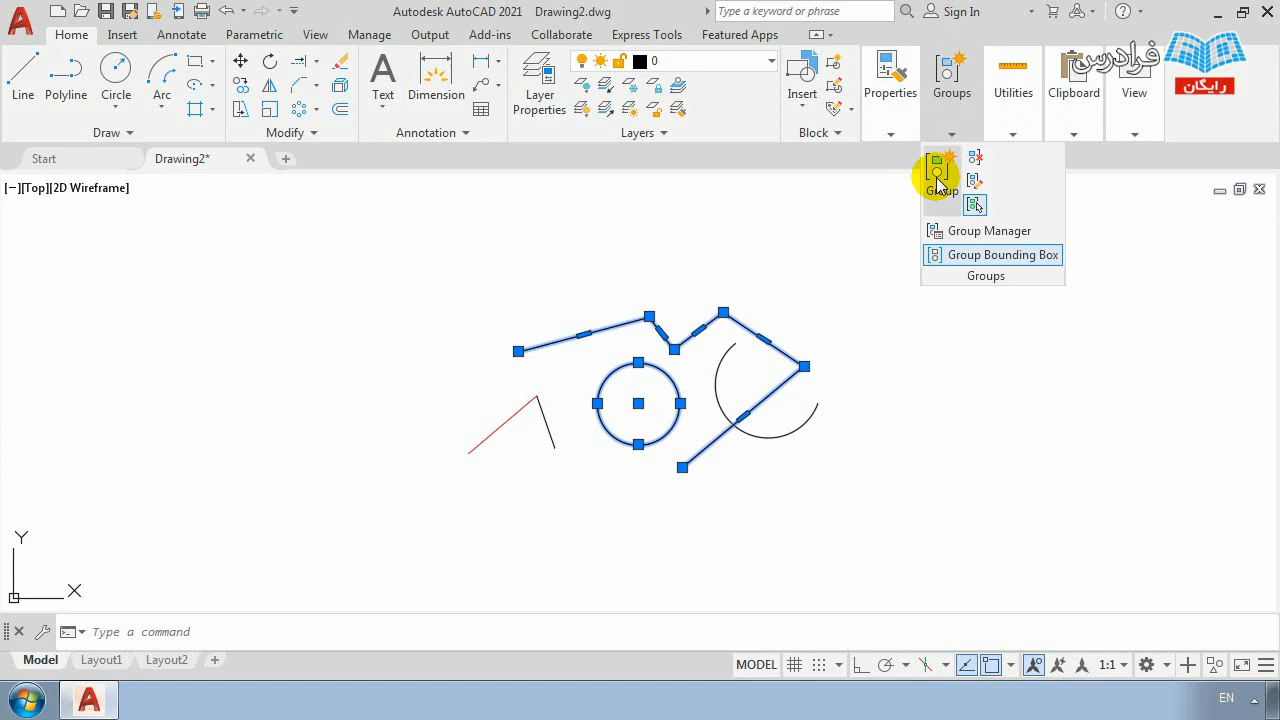 Autodesk AutoCAD 2021 Drawing2.dwg
Type a keyword or phrase
Sign In
Home Insert Annotate Parametric View Manage Output Add-ins Collaborate Express Tools Featured Apps
Line Polyline Circle Arc
Text Dimension
Layer Properties
0
Insert
Properties Groups Utilities Clipboard View
فرادرس
رایگان
Draw Modify Annotation Layers Block
Start Drawing2*
[−][Top][2D Wireframe]
Group
Group Manager
Group Bounding Box
Groups
Y
X
Type a command
Model Layout1 Layout2
MODEL 1:1
EN